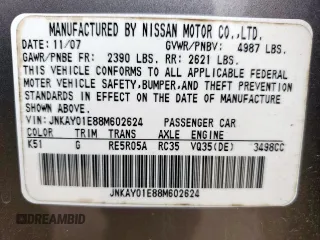 MANUFACTURED BY NISSAN MOTOR CO.,LTD.
DATE: 11/07 GVWR/PNBV: 4987 LBS.
GAWR/PNBE FR: 2390 LBS. RR: 2621 LBS.
THIS VEHICLE CONFORMS TO ALL APPLICABLE FEDERAL
MOTOR VEHICLE SAFETY,BUMPER,AND THEFT PREVENTION
STANDARDS IN EFFECT ON THE DATE OF MANUFACTURE
SHOWN ABOVE.
VIN: JNKAY01E88M602624 PASSENGER CAR
COLOR TRIM TRANS AXLE ENGINE
K51 G RE5R05A RC35 VQ35(DE) 3498CC
JNKAY01E88M602624
DREAMBID